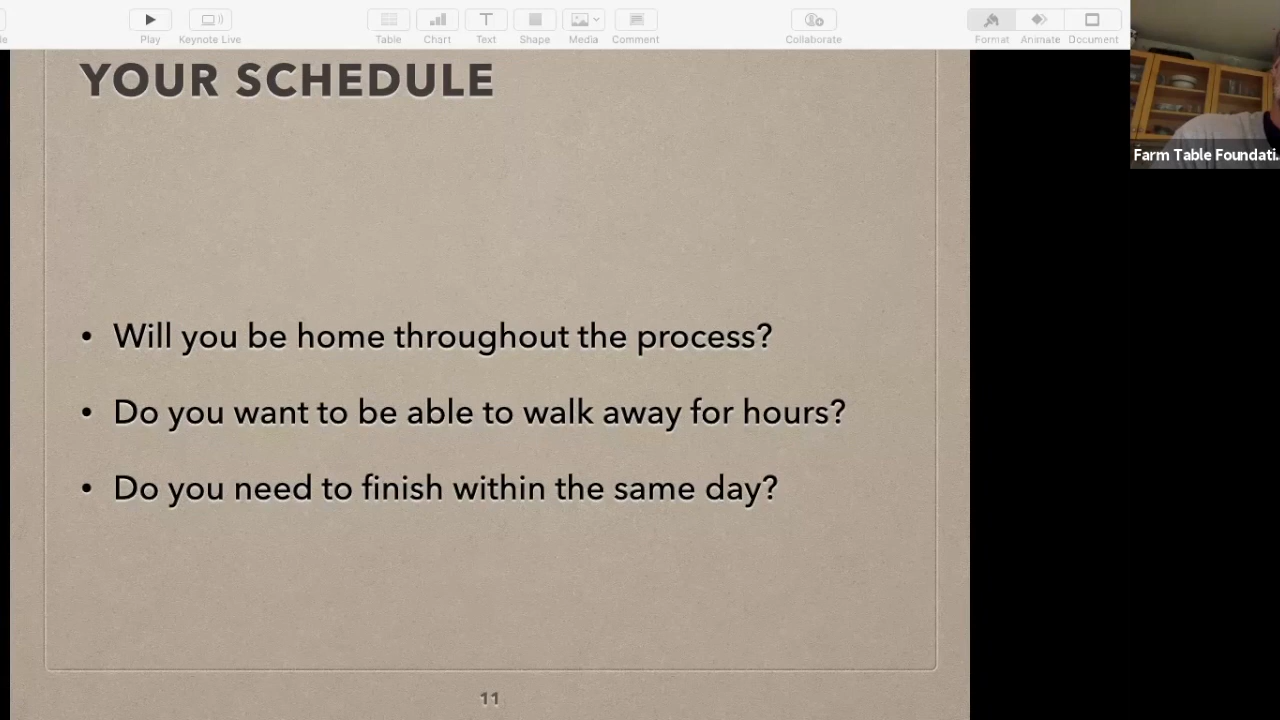 Play
Keynote Live
Table
Chart
Text
Shape
Media
Comment
Collaborate
Format
Animate
Document
YOUR SCHEDULE
Farm Table Foundati...
• Will you be home throughout the process?
• Do you want to be able to walk away for hours?
• Do you need to finish within the same day?
11